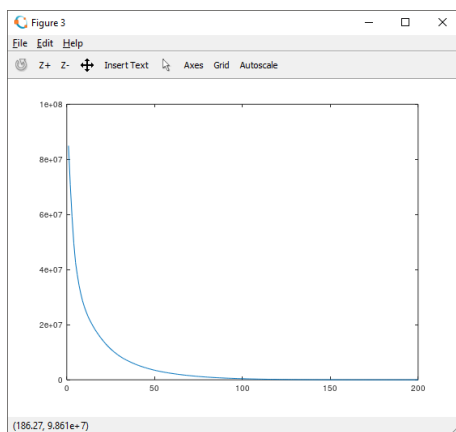 Figure 3
File Edit Help
Z+ Z- Insert Text Axes Grid Autoscale
1e+08
8e+07
6e+07
4e+07
2e+07
0
0 50 100 150 200
(186.27, 9.861e+7)